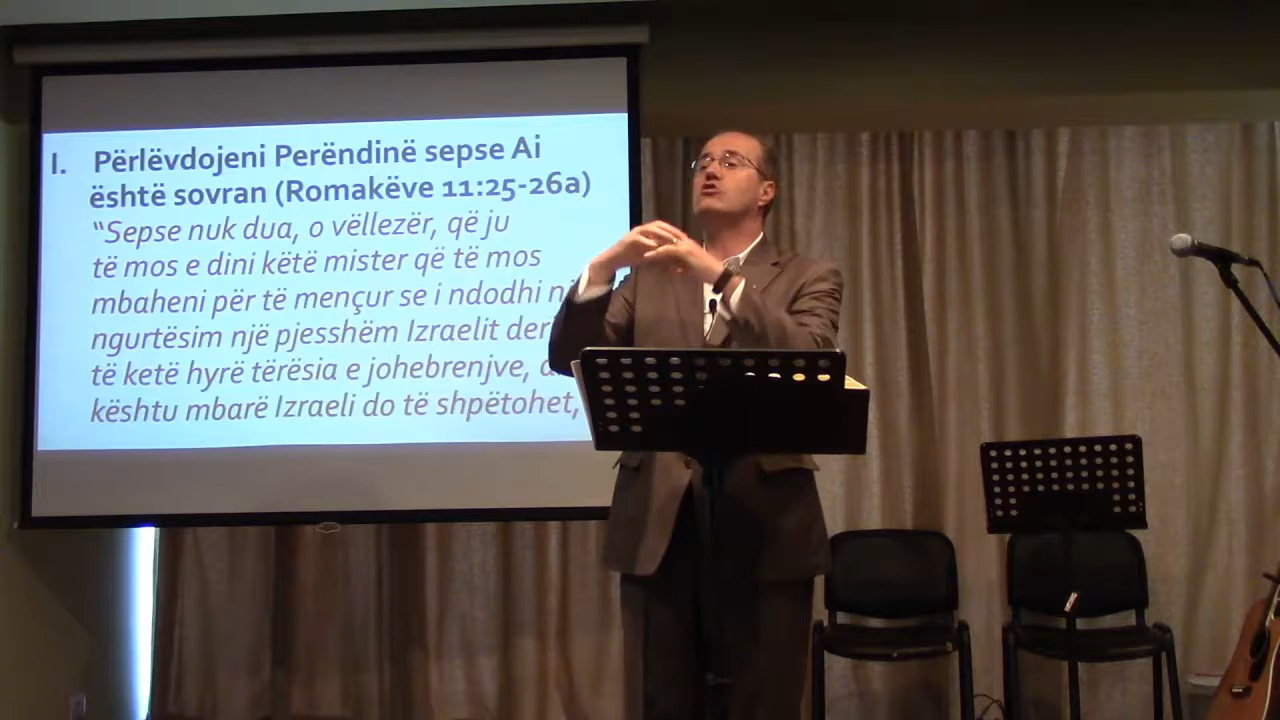 I. Përlëvdojeni Perëndinë sepse Ai
është sovran (Romakëve 11:25-26a)
“Sepse nuk dua, o vëllezër, që ju
të mos e dini këtë mister që të mos
mbaheni për të mençur se i ndodhi
ngurtësim një pjesshëm Izraelit
të ketë hyrë tërësia e johebrenjve,
kështu mbarë Izraeli do të shpëtohet,